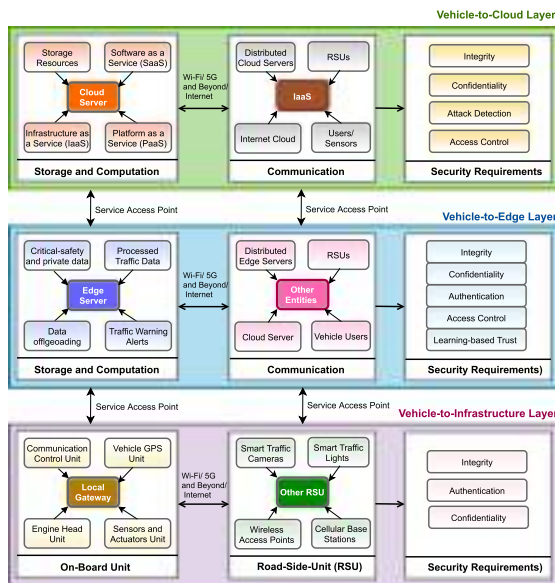 Vehicle-to-Cloud Layer
Storage
Resources
Software as a
Service (SaaS)
Cloud
Server
Infrastructure as
a Service (IaaS)
Platform as a
Service (PaaS)
Storage and Computation
Wi-Fi/ 5G
and Beyond/
Internet
Distributed
Cloud Servers
RSUs
IaaS
Internet Cloud
Users/
Sensors
Communication
Integrity
Confidentiality
Attack Detection
Access Control
Security Requirements
Service Access Point
Service Access Point
Vehicle-to-Edge Layer
Critical-safety
and private data
Processed
Traffic Data
Edge
Server
Data
offlgeoading
Traffic Warning
Alerts
Storage and Computation
Wi-Fi/ 5G
and Beyond/
Internet
Distributed
Edge Servers
RSUs
Other
Entities
Cloud Server
Vehicle Users
Communication
Integrity
Confidentiality
Authentication
Access Control
Learning-based Trust
Security Requirements)
Service Access Point
Service Access Point
Vehicle-to-Infrastructure Layer
Communication
Control Unit
Vehicle GPS
Unit
Local
Gateway
Engine Head
Unit
Sensors and
Actuators Unit
On-Board Unit
Wi-Fi/ 5G
and Beyond/
Internet
Smart Traffic
Cameras
Smart Traffic
Lights
Other RSU
Wireless
Access Points
Cellular Base
Stations
Road-Side-Unit (RSU)
Integrity
Authentication
Confidentiality
Security Requirements)